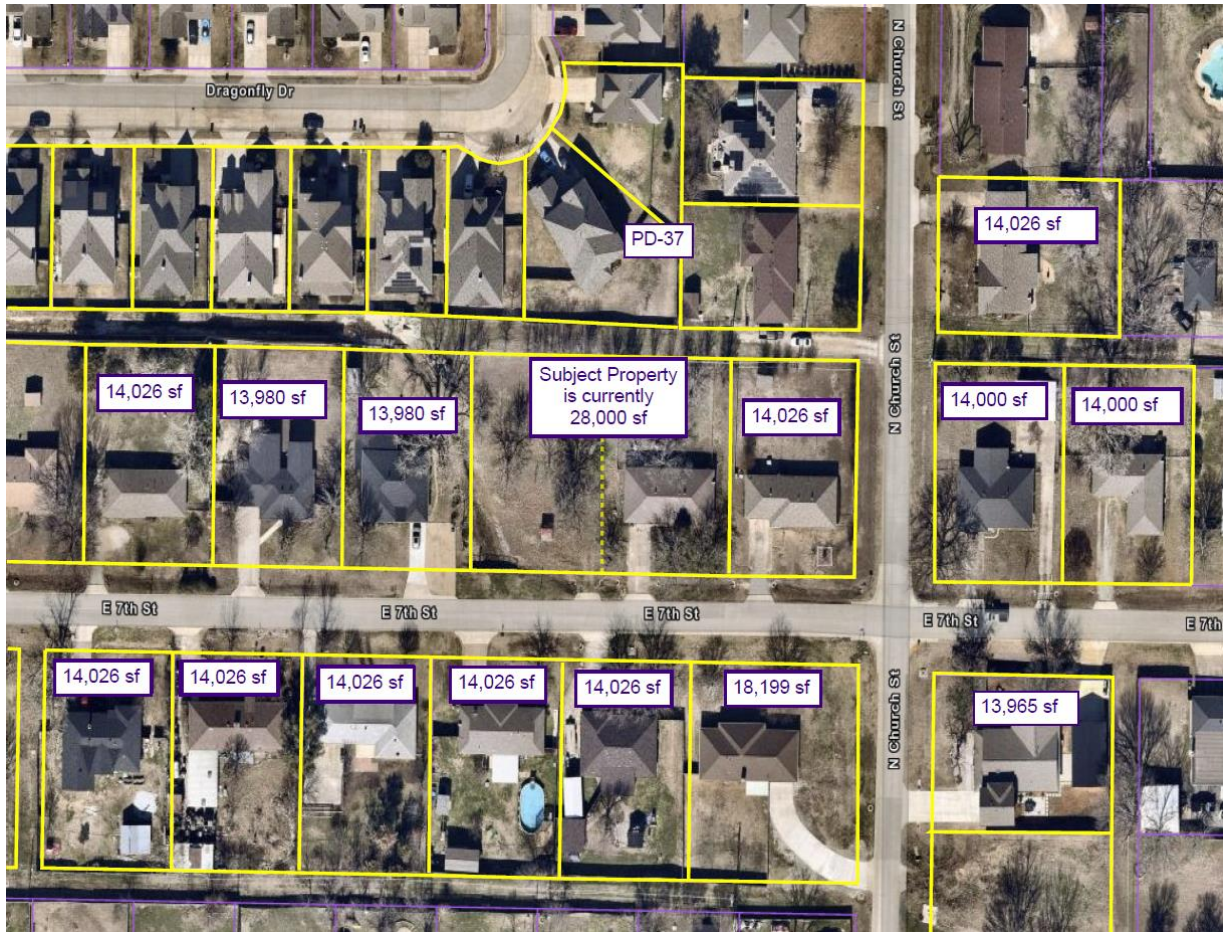 N Church St
Dragonfly Dr
PD-37
14,026 sf
14,026 sf
13,980 sf
13,980 sf
Subject Property
is currently
28,000 sf
14,026 sf
N Church St
14,000 sf
14,000 sf
E 7th St
E 7th St
E 7th St
E 7th St
E 7th
14,026 sf
14,026 sf
14,026 sf
14,026 sf
14,026 sf
18,199 sf
N Church St
13,965 sf